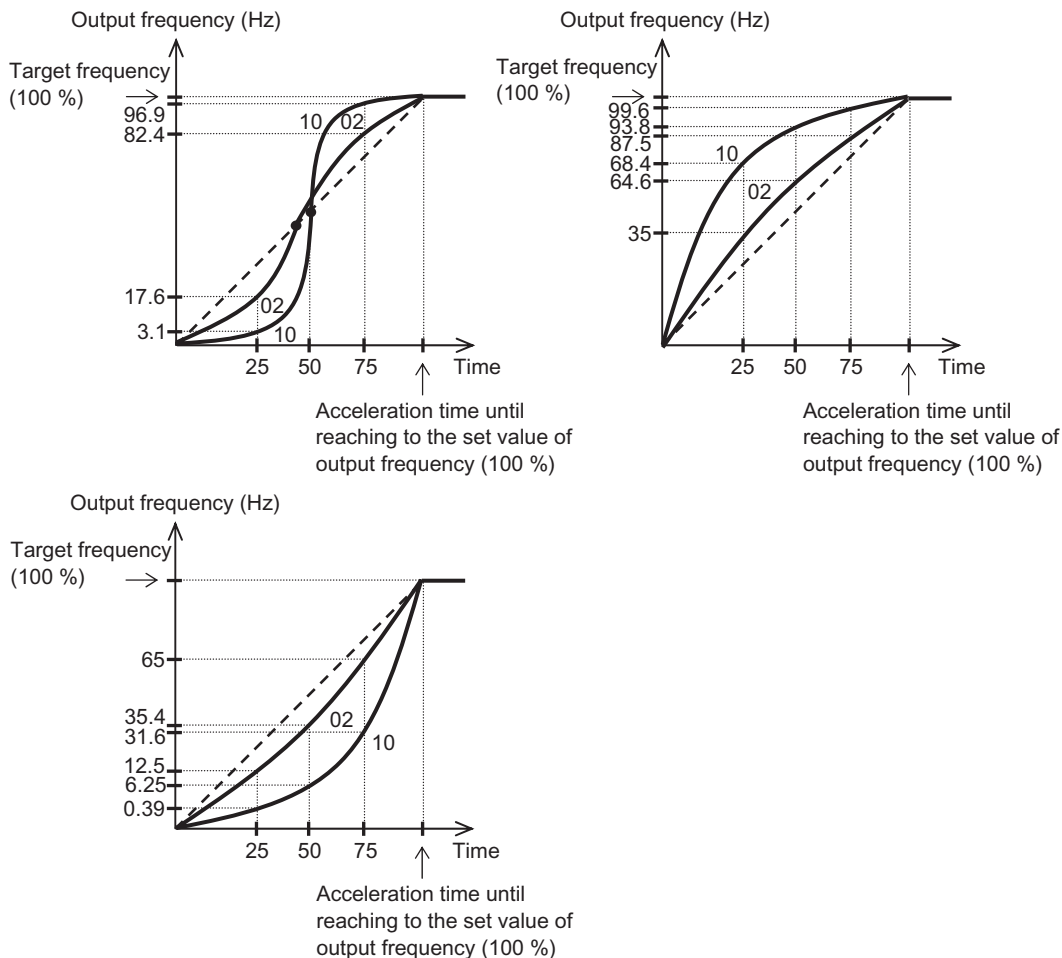 Output frequency (Hz)
Target frequency
(100 %)
96.9
82.4
17.6
3.1
10
02
02
10
25 50 75 Time
Acceleration time until
reaching to the set value of
output frequency (100 %)
Output frequency (Hz)
Target frequency
(100 %)
99.6
93.8
87.5
68.4
64.6
35
10
02
25 50 75 Time
Acceleration time until
reaching to the set value of
output frequency (100 %)
Output frequency (Hz)
Target frequency
(100 %)
65
35.4
31.6
12.5
6.25
0.39
02
10
25 50 75 Time
Acceleration time until
reaching to the set value of
output frequency (100 %)